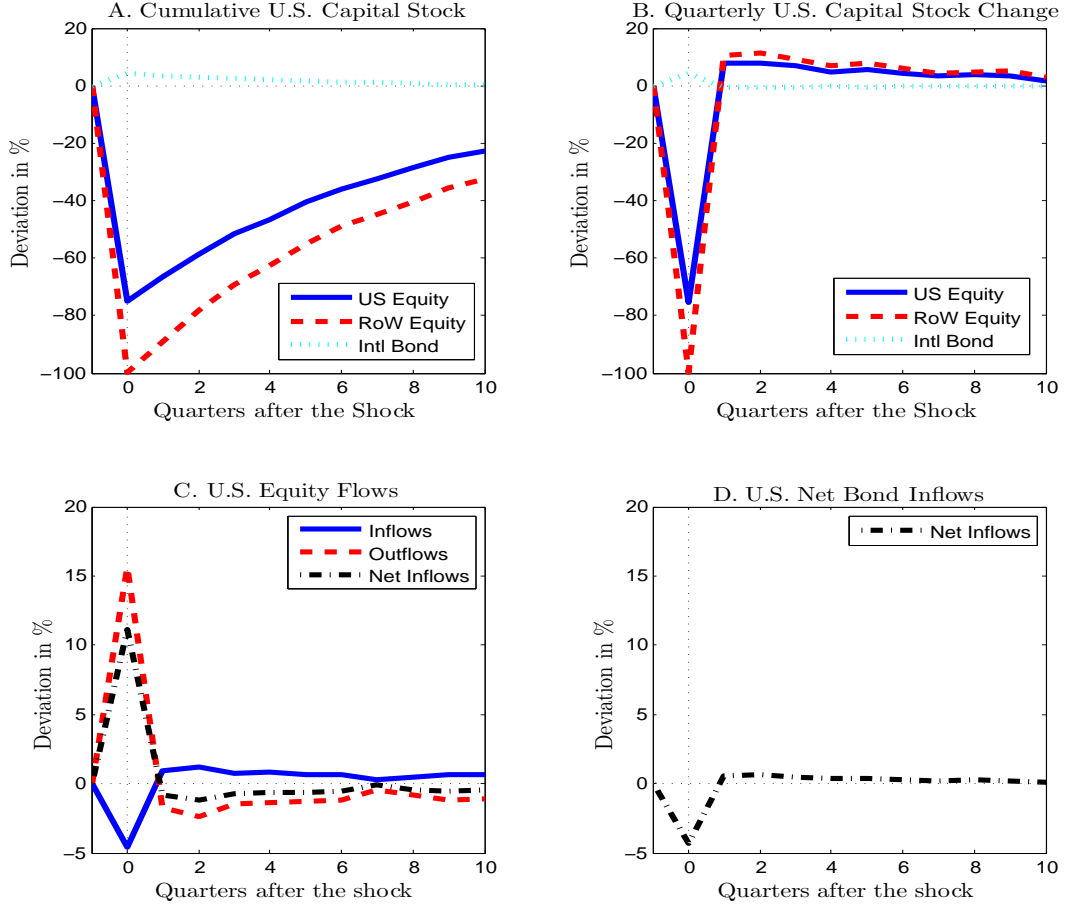 A. Cumulative U.S. Capital Stock
20
0
−20
−40
−60
−80
−100
Deviation in %
US Equity
RoW Equity
Intl Bond
0 2 4 6 8 10
Quarters after the Shock
B. Quarterly U.S. Capital Stock Change
20
0
−20
−40
−60
−80
−100
Deviation in %
US Equity
RoW Equity
Intl Bond
0 2 4 6 8 10
Quarters after the Shock
C. U.S. Equity Flows
20
15
10
5
0
−5
Deviation in %
Inflows
Outflows
Net Inflows
0 2 4 6 8 10
Quarters after the shock
D. U.S. Net Bond Inflows
20
15
10
5
0
−5
Deviation in %
Net Inflows
0 2 4 6 8 10
Quarters after the shock